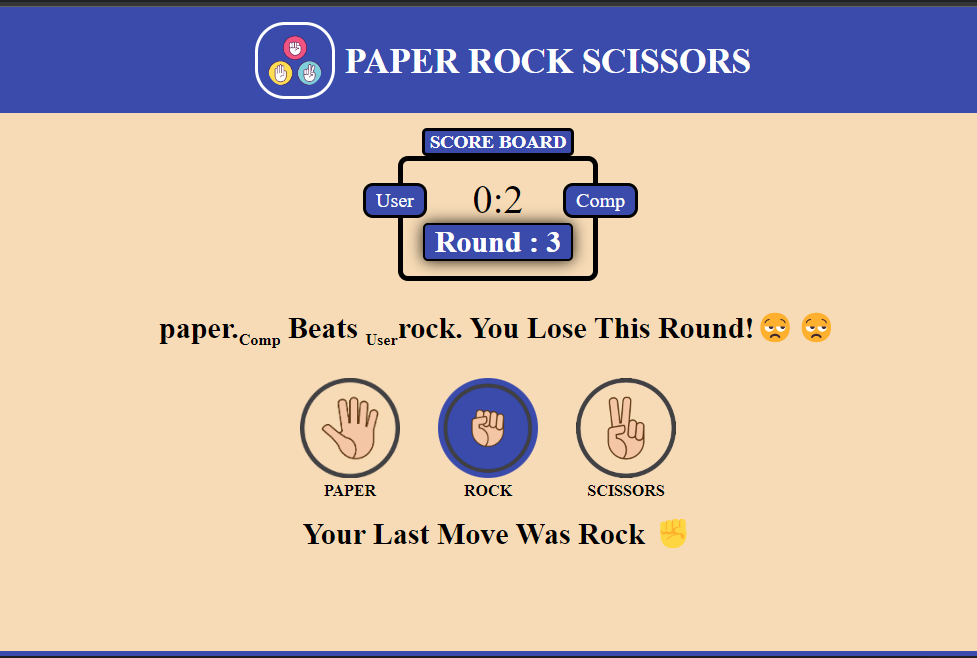 PAPER ROCK SCISSORS
SCORE BOARD
User 0:2 Comp
Round : 3
paper.Comp Beats Userrock. You Lose This Round!😞 😞
PAPER ROCK SCISSORS
Your Last Move Was Rock ✊